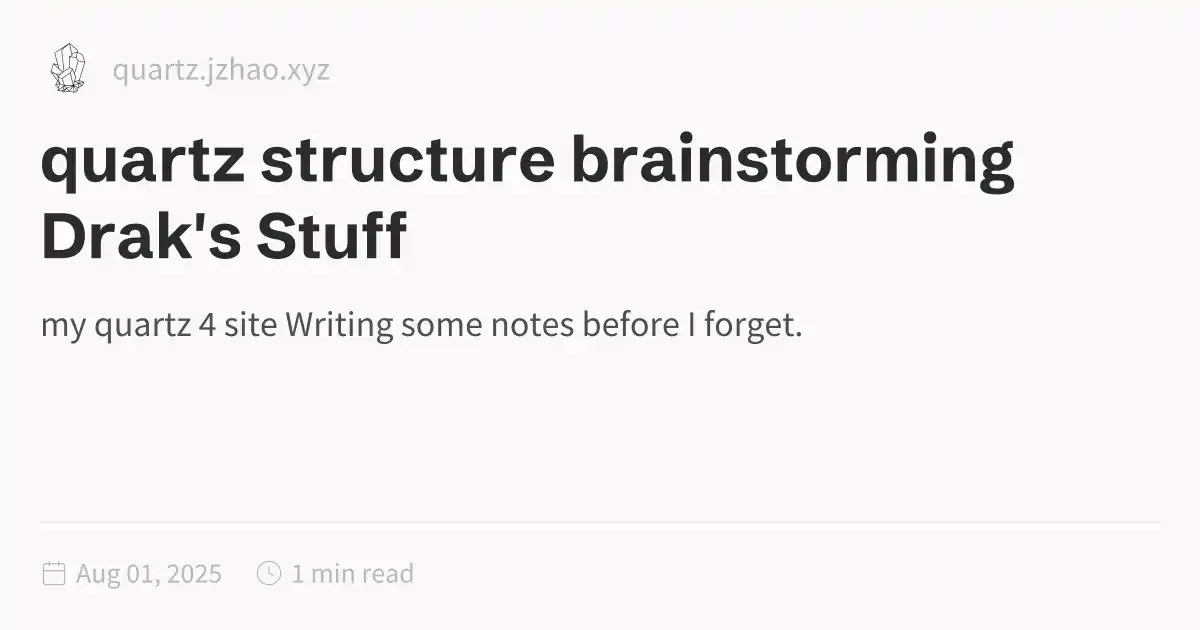 quartz.jzhao.xyz
quartz structure brainstorming
Drak's Stuff
my quartz 4 site Writing some notes before I forget.
Aug 01, 2025
1 min read